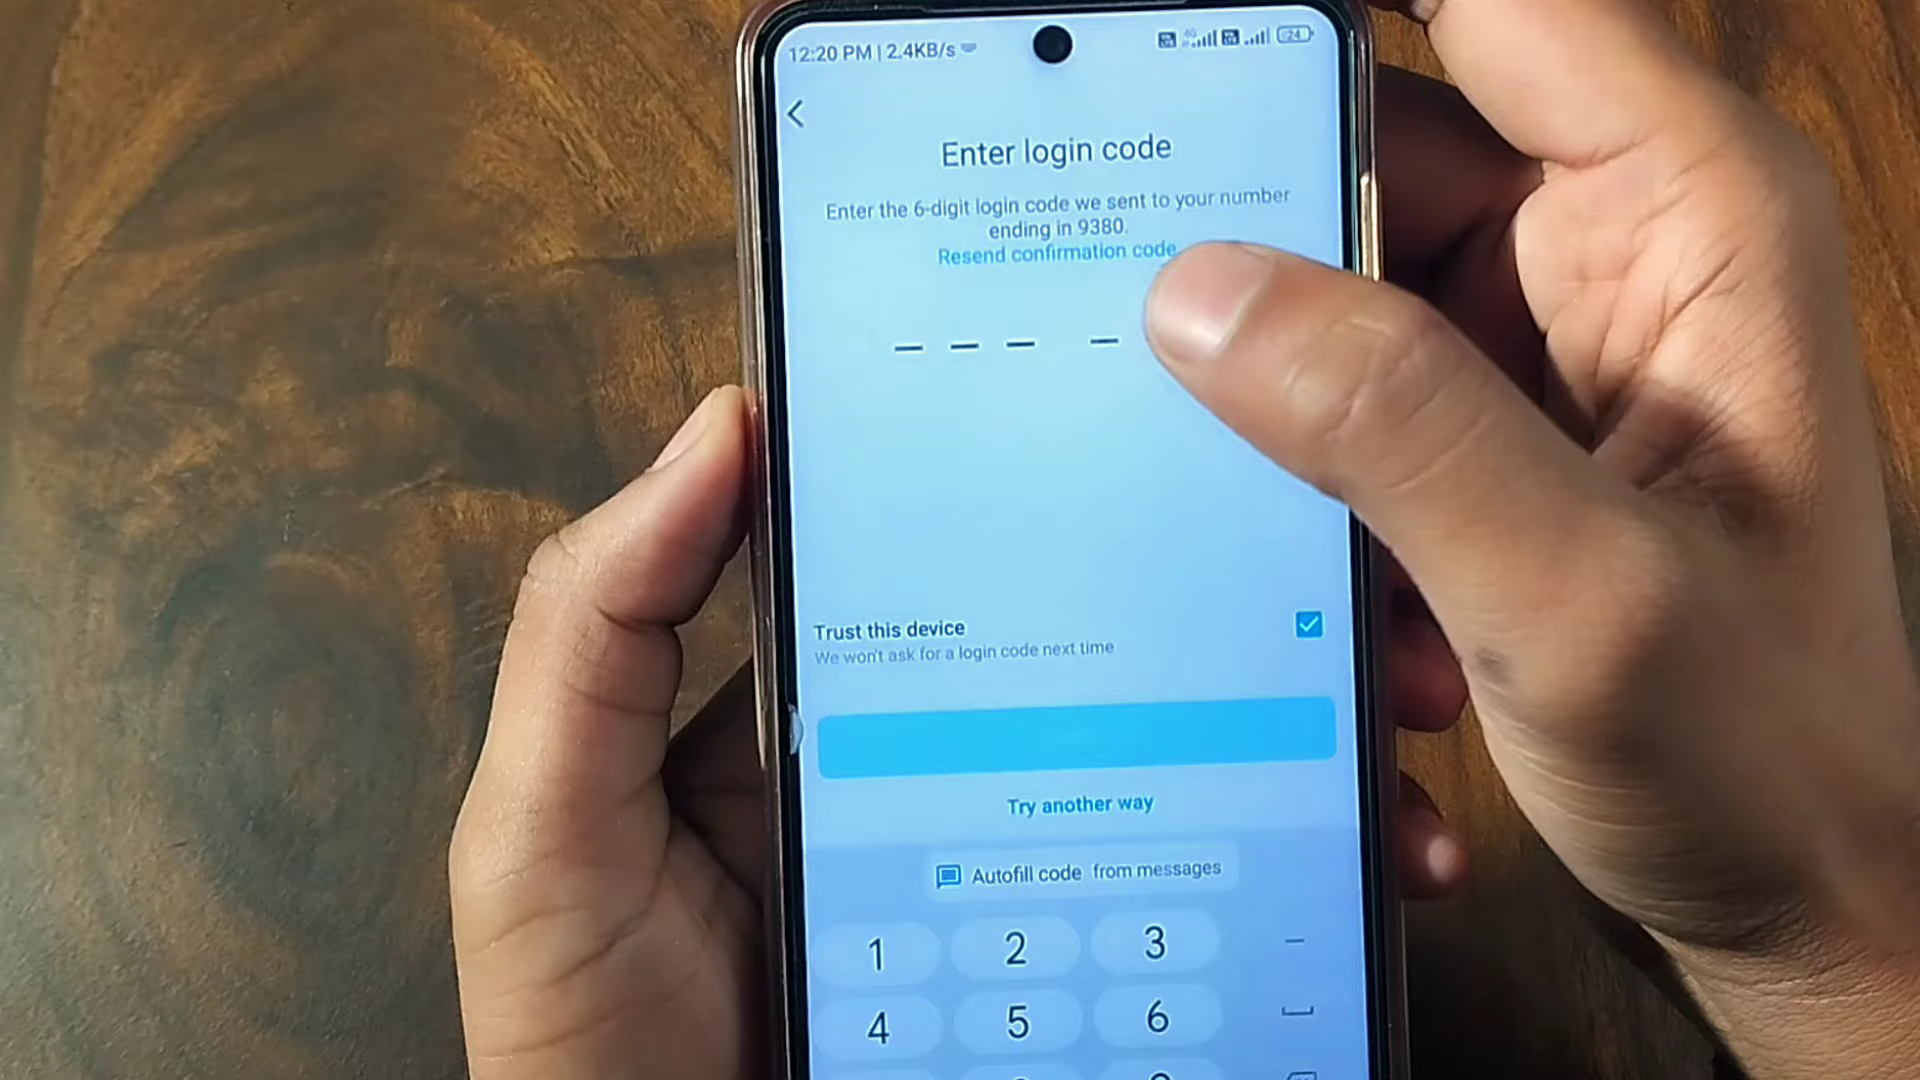 12:20 PM | 2.4KB/s
24
Enter login code
Enter the 6-digit login code we sent to your number
ending in 9380.
Resend confirmation code
Trust this device
We won't ask for a login code next time
Try another way
Autofill code from messages
1 2 3 –
4 5 6